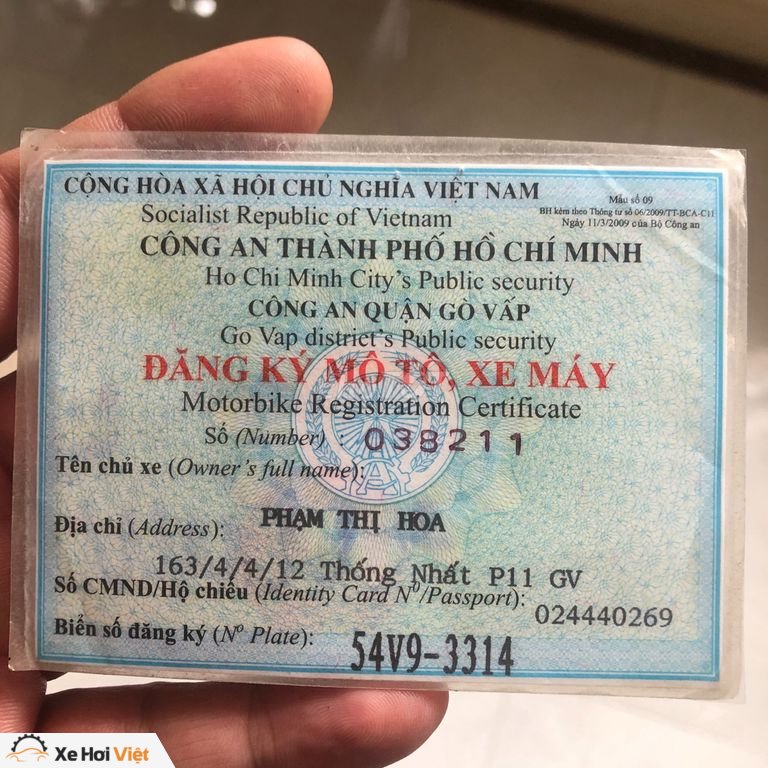 CỘNG HÒA XÃ HỘI CHỦ NGHĨA VIỆT NAM
Mẫu số 09
BH kèm theo Thông tư số 06/2009/TT-BCA-C11
Ngày 11/3/2009 của Bộ Công an
Socialist Republic of Vietnam
CÔNG AN THÀNH PHỐ HỒ CHÍ MINH
Ho Chi Minh City's Public security
CÔNG AN QUẬN GÒ VẤP
Go Vap district's Public security
ĐĂNG KÝ MÔ TÔ, XE MÁY
Motorbike Registration Certificate
Số (Number) : 038211
Tên chủ xe (Owner's full name):
PHẠM THỊ HOA
Địa chỉ (Address):
163/4/4/12 Thống Nhất P11 GV
Số CMND/Hộ chiếu (Identity Card Nº/Passport): 024440269
Biển số đăng ký (Nº Plate): 54V9-3314
Xe Hơi Việt